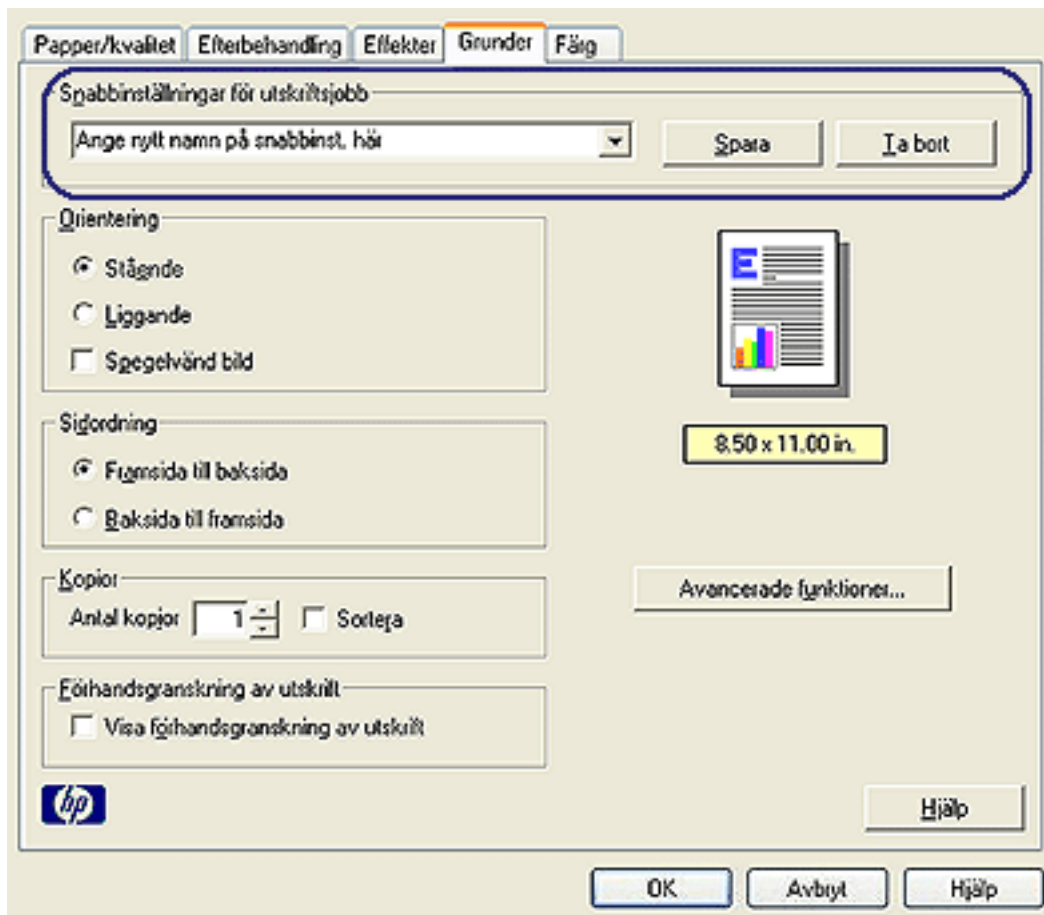 Papper/kvalitet Efterbehandling Effekter Grunder Färg
Snabbinställningar för utskriftsjobb
Ange nytt namn på snabbinst. här Spara Ta bort
Orientering
Stående
Liggande
Spegelvänd bild
E
8.50 x 11.00 in.
Sidordning
Framsida till baksida
Baksida till framsida
Kopior
Antal kopior 1 Sortera
Avancerade funktioner...
Förhandsgranskning av utskrift
Visa förhandsgranskning av utskrift
hp
Hjälp
OK Avbryt Hjälp